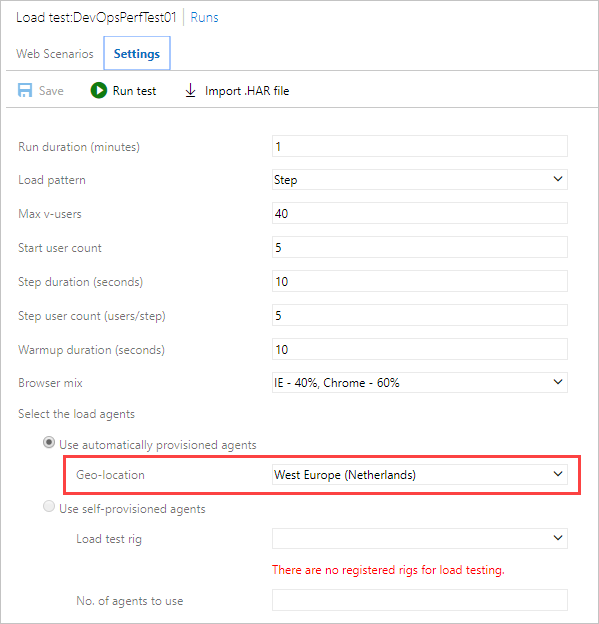 Load test:DevOpsPerfTest01 | Runs
Web Scenarios Settings
Save Run test Import .HAR file
Run duration (minutes) 1
Load pattern Step
Max v-users 40
Start user count 5
Step duration (seconds) 10
Step user count (users/step) 5
Warmup duration (seconds) 10
Browser mix IE - 40%, Chrome - 60%
Select the load agents
Use automatically provisioned agents
Geo-location West Europe (Netherlands)
Use self-provisioned agents
Load test rig
There are no registered rigs for load testing.
No. of agents to use